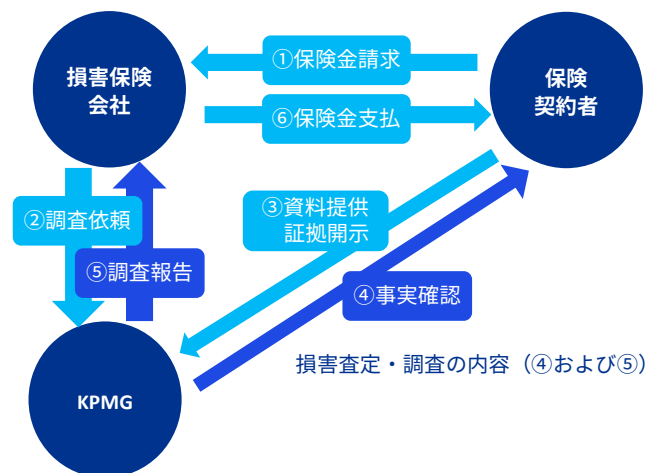 損害保険
会社
①保険金請求
保険
契約者
⑥保険金支払
②調査依頼
⑤調査報告
③資料提供
証拠開示
④事実確認
損害査定・調査の内容（④および⑤）
KPMG